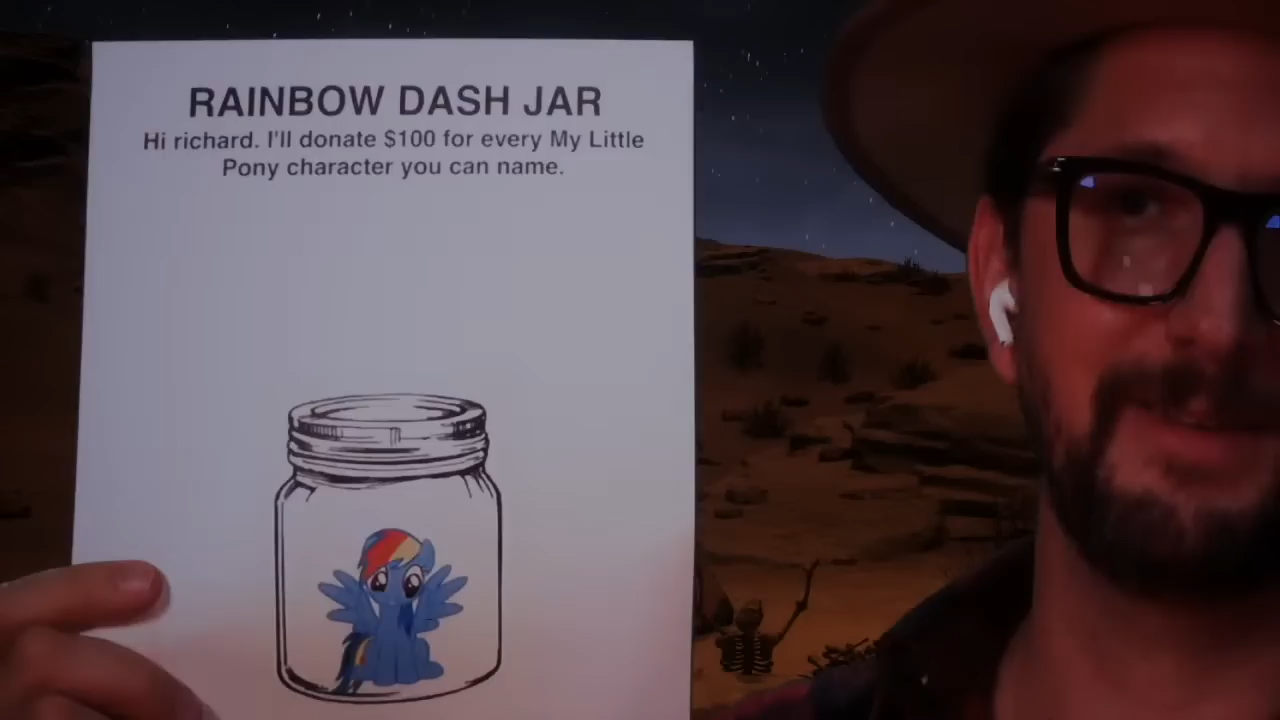 RAINBOW DASH JAR
Hi richard. I'll donate $100 for every My Little
Pony character you can name.